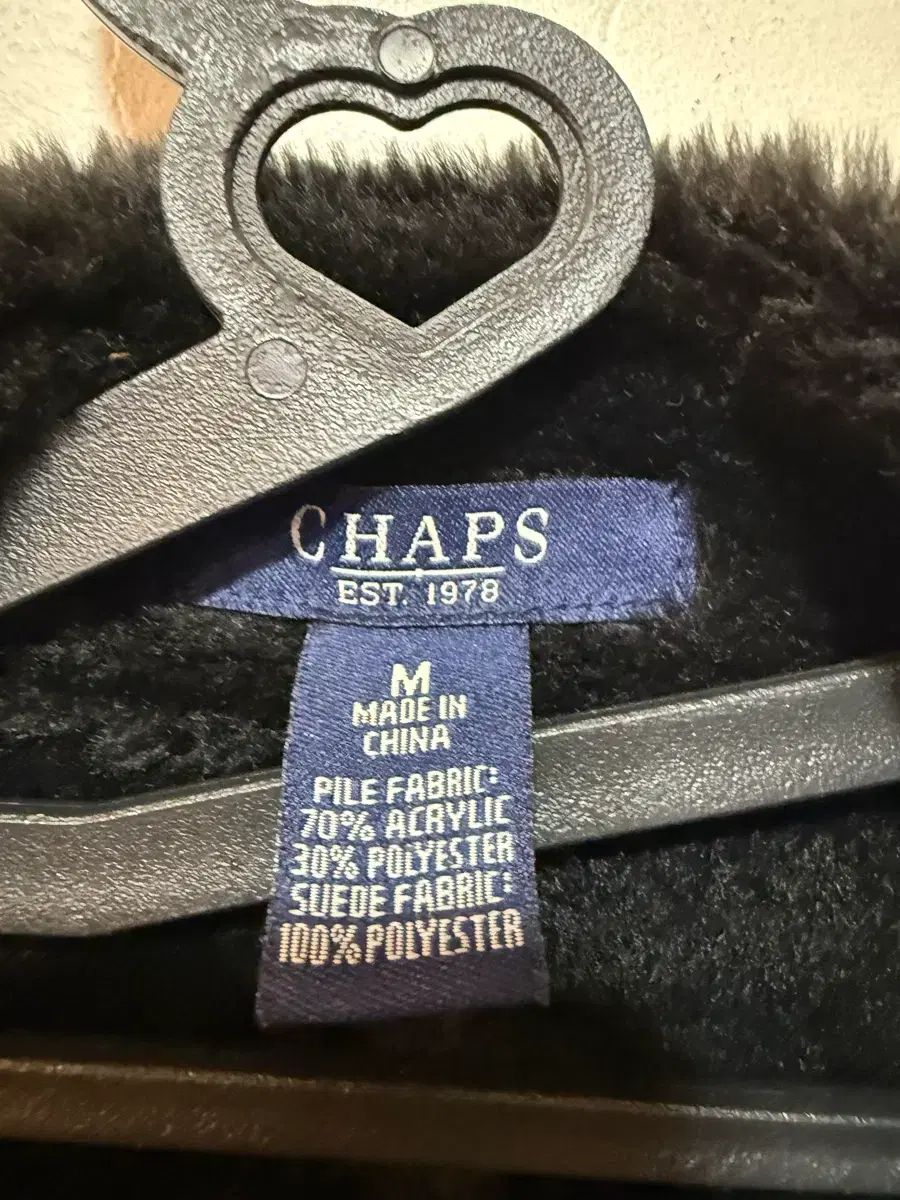 CHAPS
EST. 1978
M
MADE IN
CHINA
PILE FABRIC:
70% ACRYLIC
30% POLYESTER
SUEDE FABRIC:
100% POLYESTER